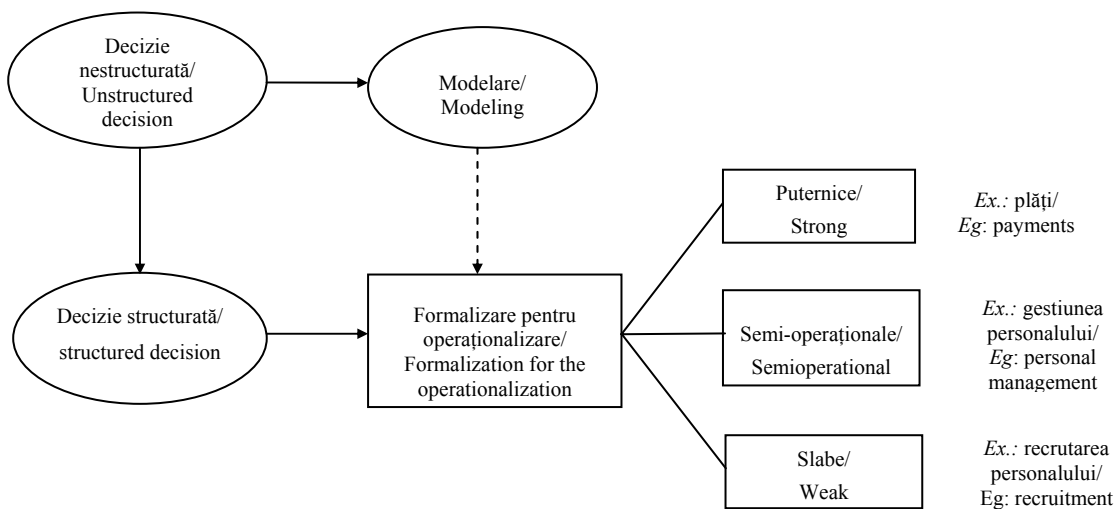 Decizie
nestructurată/
Unstructured
decision
Modelare/
Modeling
Puternice/
Strong
Ex.: plăți/
Eg: payments
Decizie structurată/
structured decision
Formalizare pentru
operaționalizare/
Formalization for the
operationalization
Semi-operaționale/
Semioperational
Ex.: gestiunea
personalului/
Eg: personal
management
Slabe/
Weak
Ex.: recrutarea
personalului/
Eg: recruitment